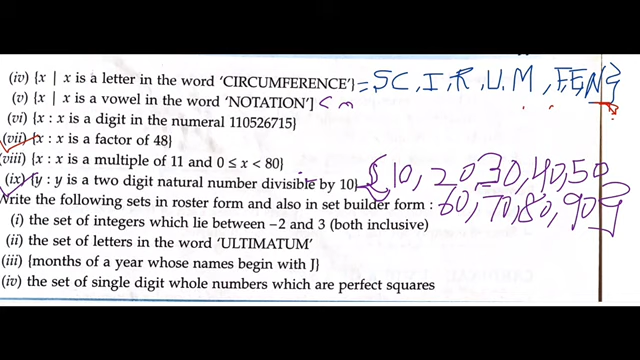 (iv) {x | x is a letter in the word 'CIRCUMFERENCE'} = {C, I, R, U, M, F, E, N}
(v) {x | x is a vowel in the word 'NOTATION'}
(vi) {x : x is a digit in the numeral 110526715}
(vii) {x : x is a factor of 48}
(viii) {x : x is a multiple of 11 and 0 ≤ x < 80}
(ix) {y : y is a two digit natural number divisible by 10} {10, 20, 30, 40, 50
60, 70, 80, 90}
Write the following sets in roster form and also in set builder form :
(i) the set of integers which lie between −2 and 3 (both inclusive)
(ii) the set of letters in the word 'ULTIMATUM'
(iii) {months of a year whose names begin with J}
(iv) the set of single digit whole numbers which are perfect squares